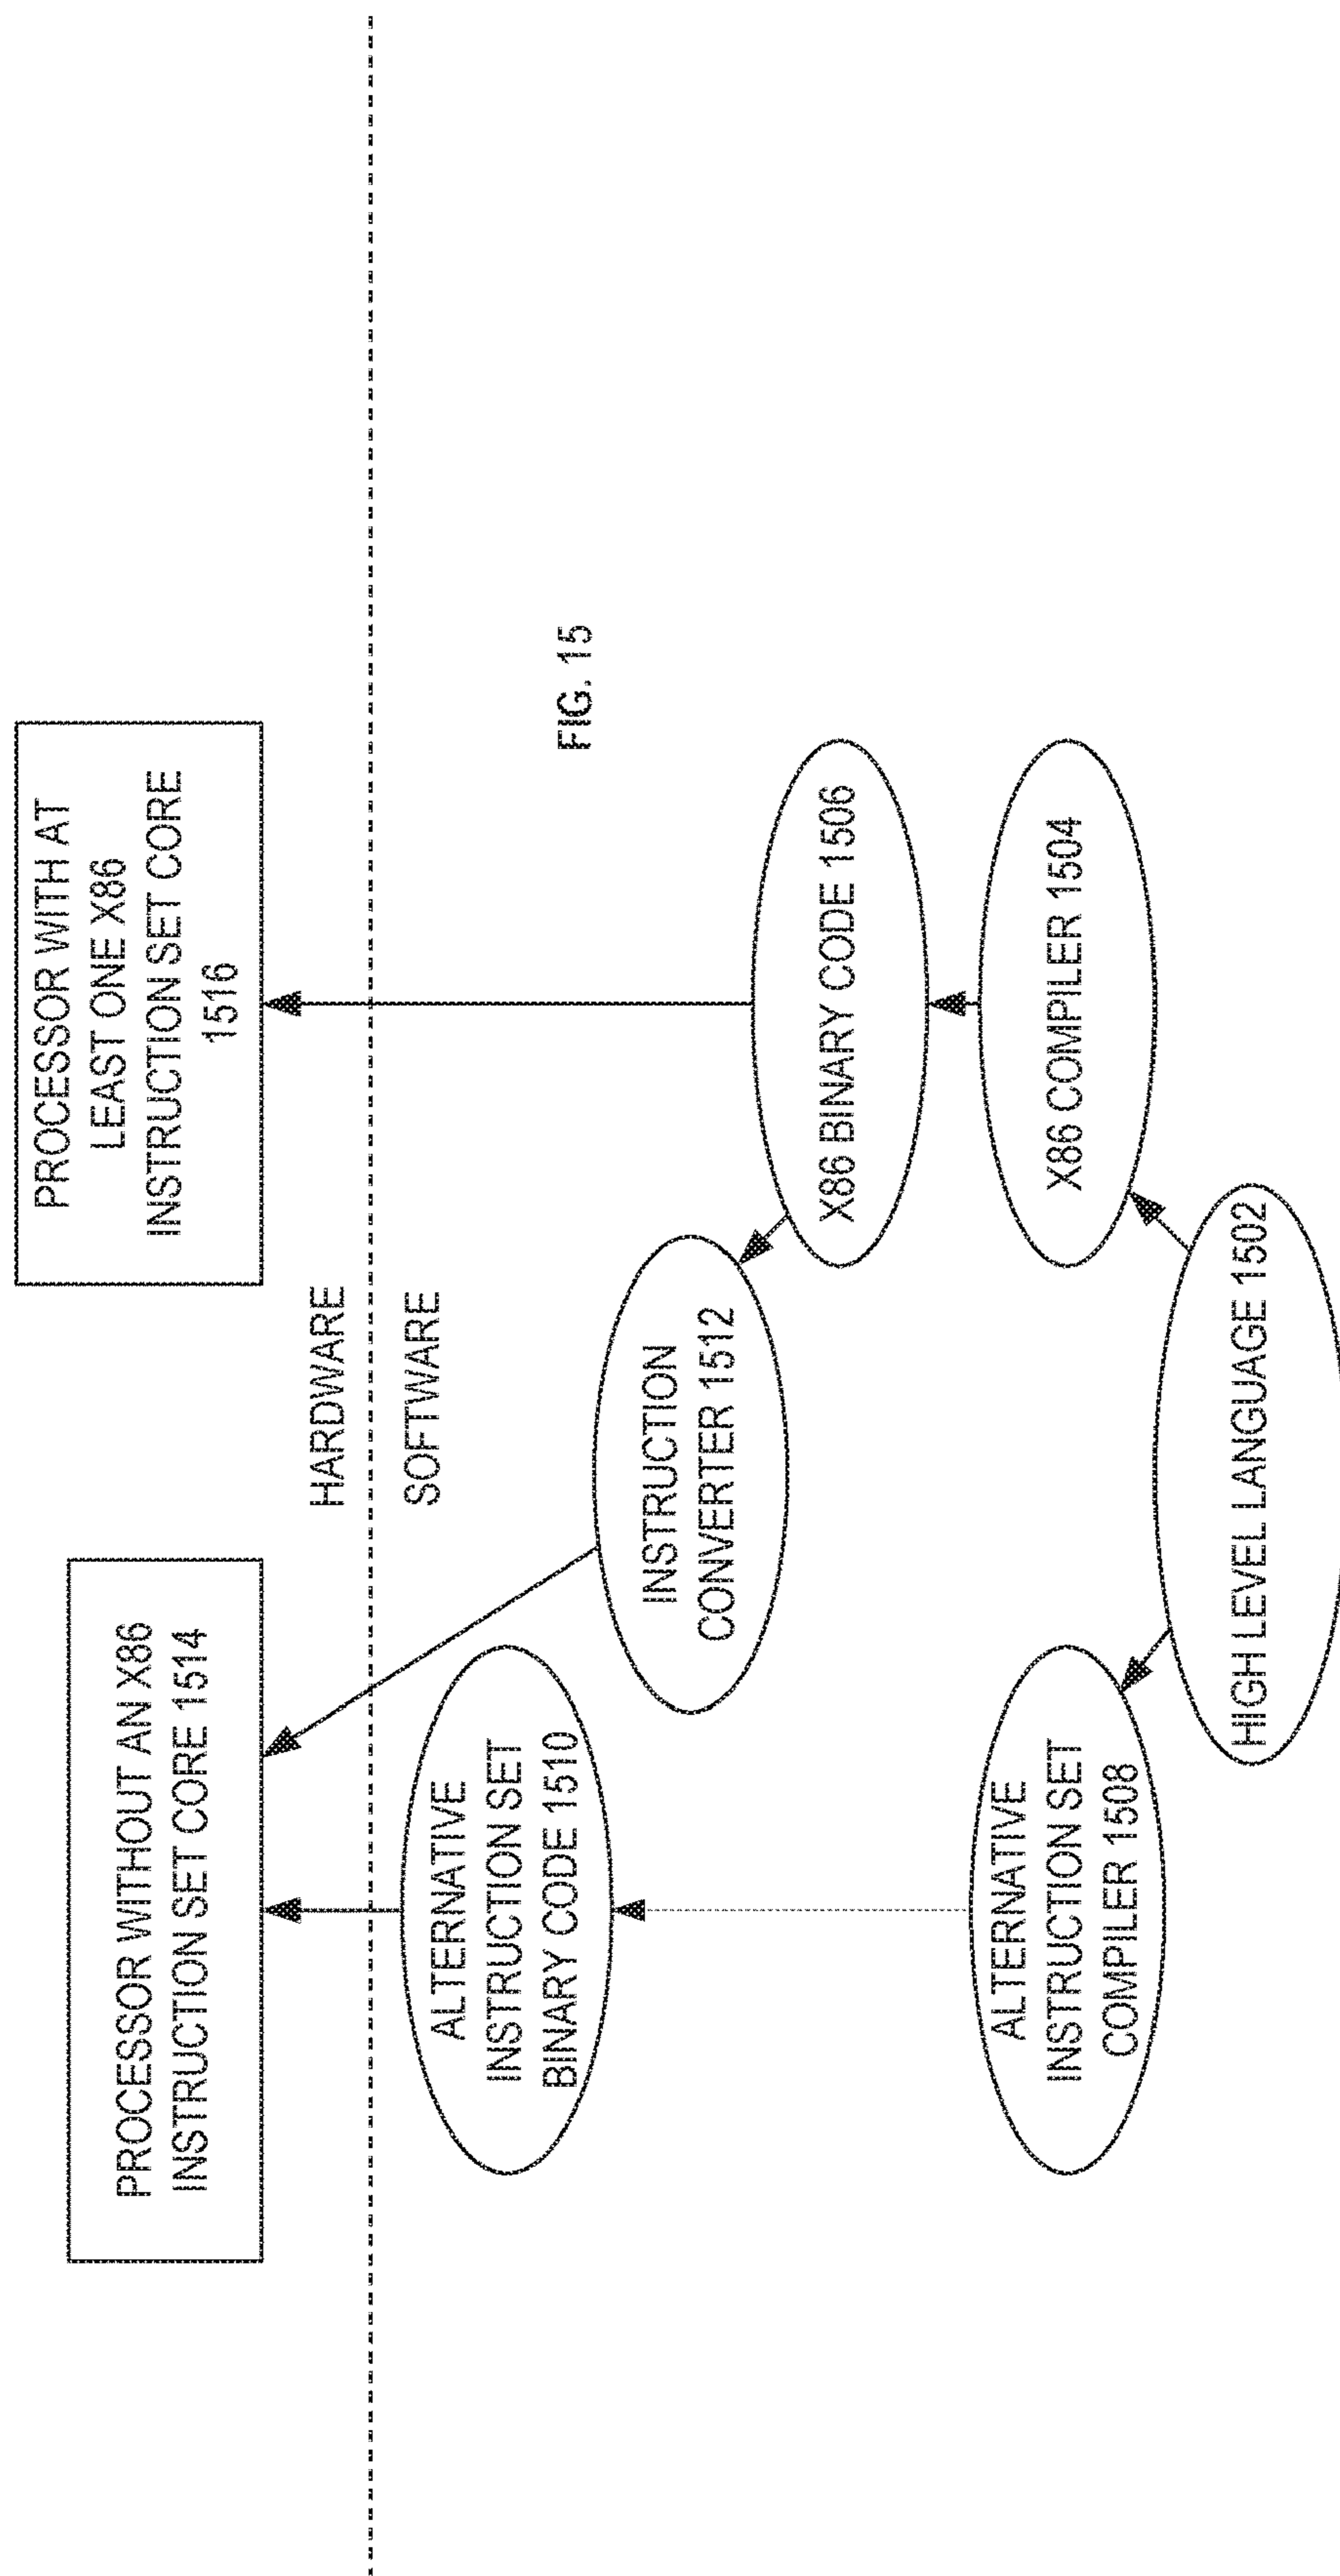 PROCESSOR WITHOUT AN X86
INSTRUCTION SET CORE 1514
PROCESSOR WITH AT
LEAST ONE X86
INSTRUCTION SET CORE
1516
HARDWARE
SOFTWARE
ALTERNATIVE
INSTRUCTION SET
BINARY CODE 1510
INSTRUCTION
CONVERTER 1512
FIG. 15
X86 BINARY CODE 1506
ALTERNATIVE
INSTRUCTION SET
COMPILER 1508
X86 COMPILER 1504
HIGH LEVEL LANGUAGE 1502